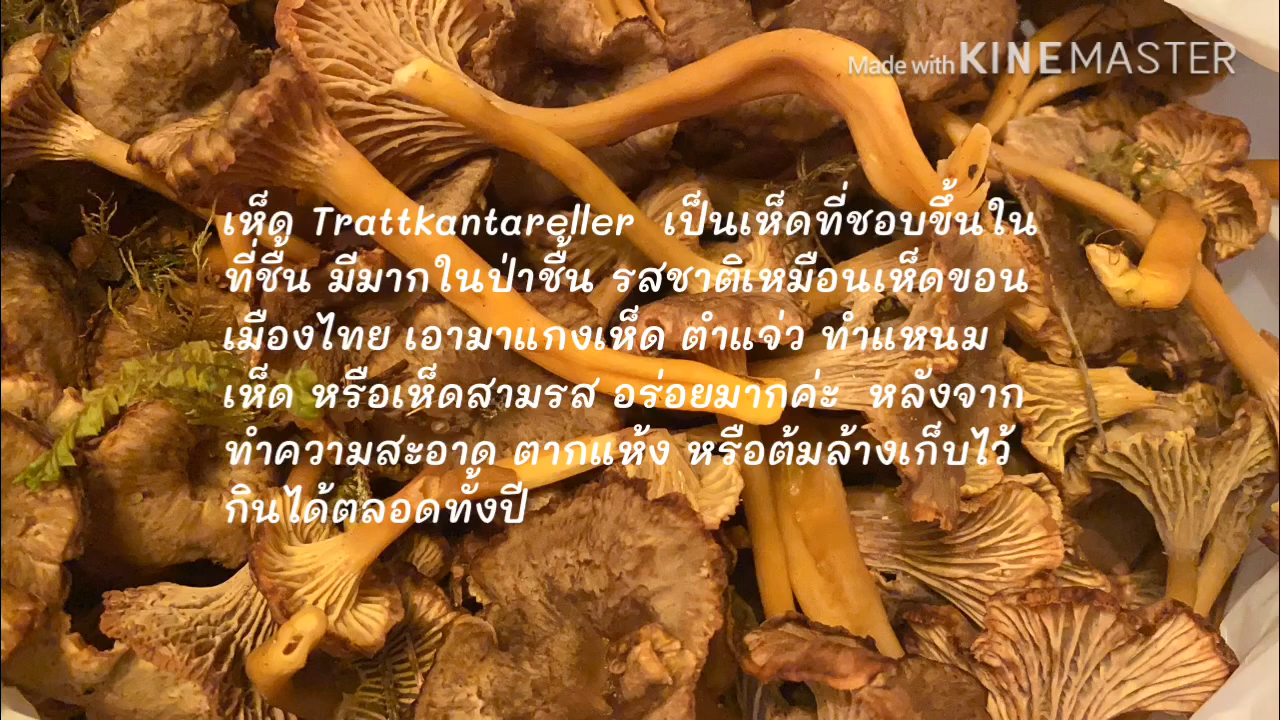 Made with KINEMASTER
เห็ด Trattkantareller เป็นเห็ดที่ชอบขึ้นใน
ที่ชื้น มีมากในป่าชื้น รสชาติเหมือนเห็ดขอน
เมืองไทย เอามาแกงเห็ด ตำแจ่ว ทำแหนม
เห็ด หรือเห็ดสามรส อร่อยมากค่ะ หลังจาก
ทำความสะอาด ตากแห้ง หรือต้มล้างเก็บไว้
กินได้ตลอดทั้งปี